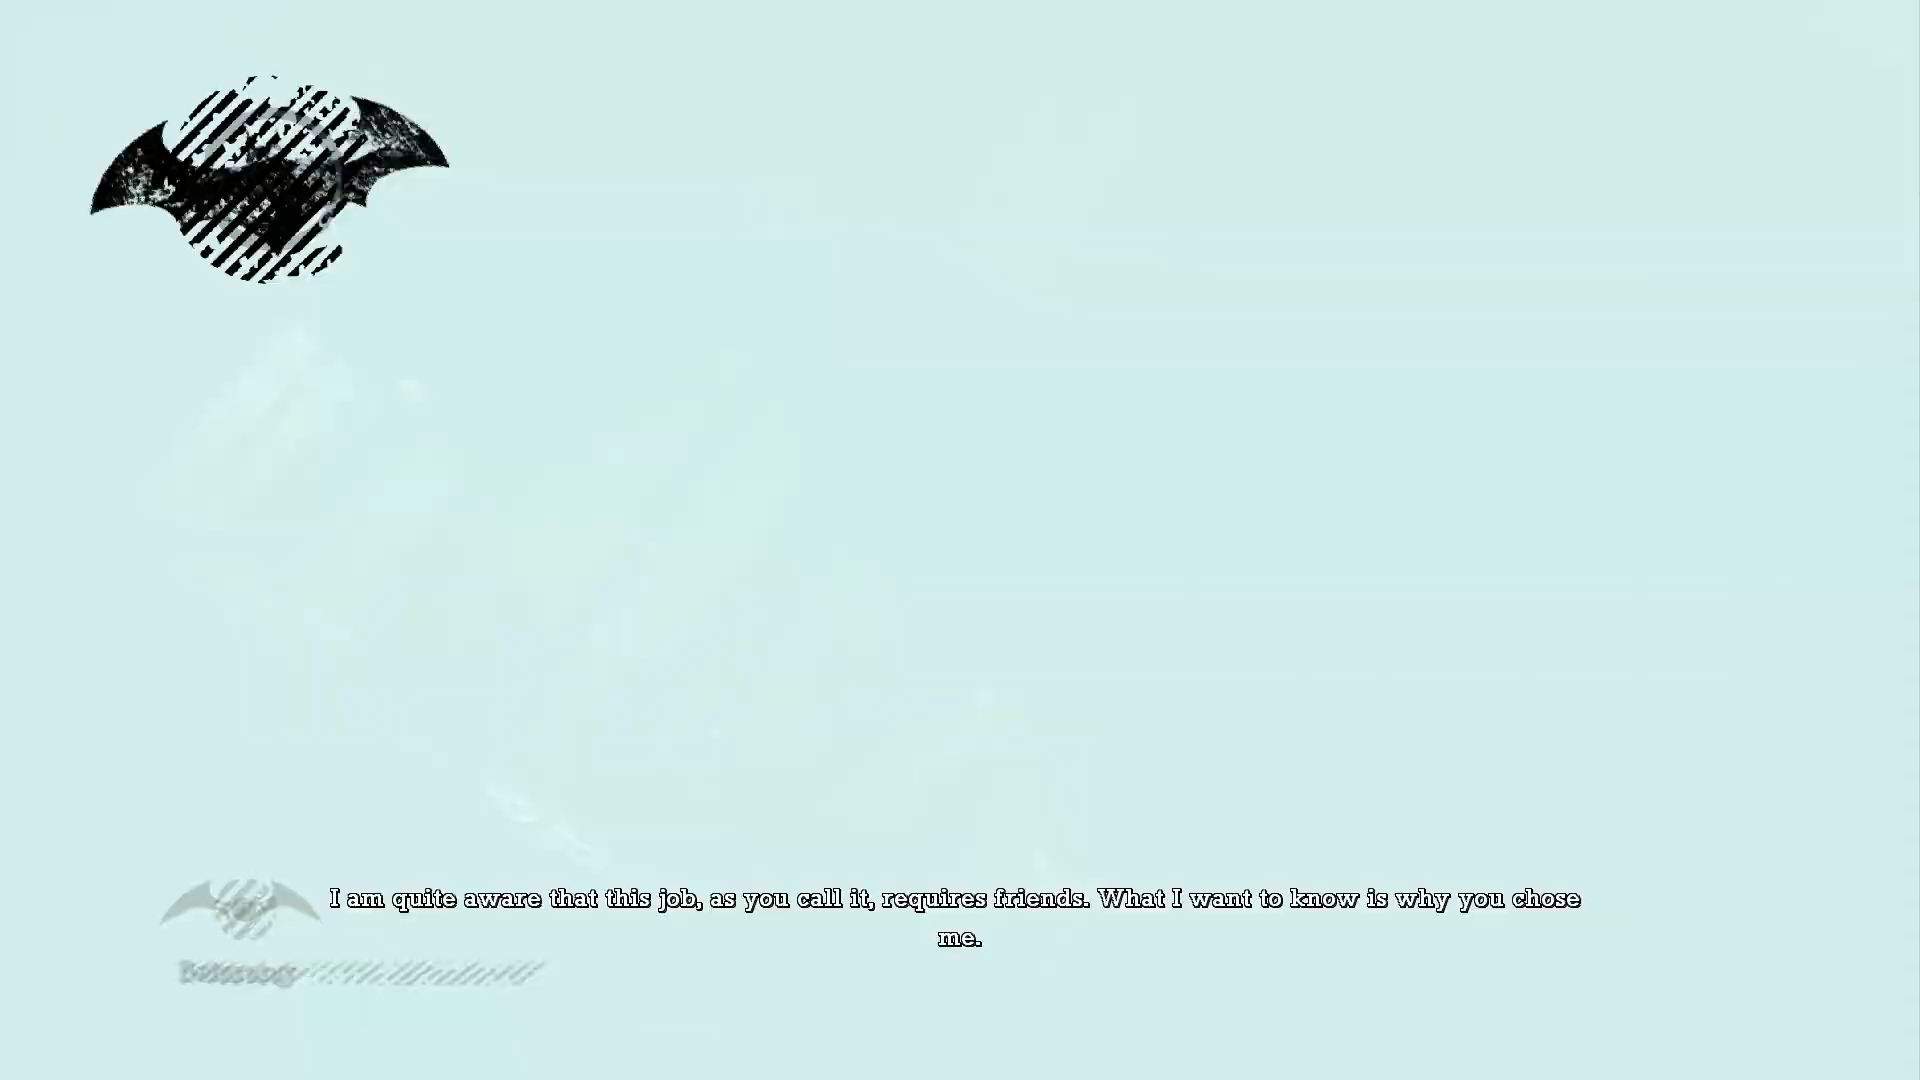 I am quite aware that this job, as you call it, requires friends. What I want to know is why you chose
me.